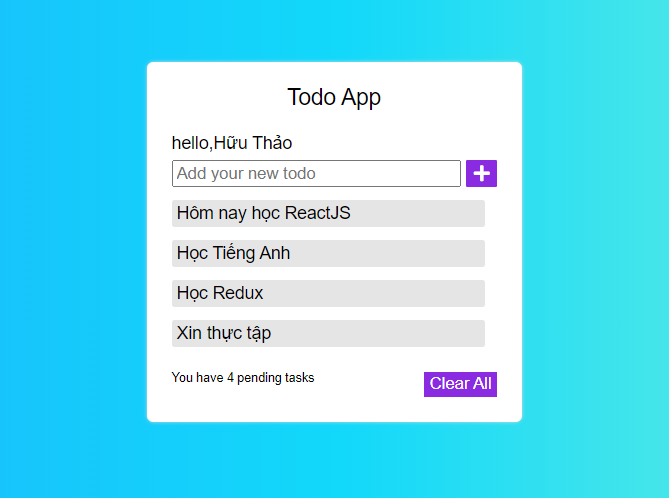 Todo App
hello,Hữu Thảo
Add your new todo
Hôm nay học ReactJS
Học Tiếng Anh
Học Redux
Xin thực tập
You have 4 pending tasks
Clear All